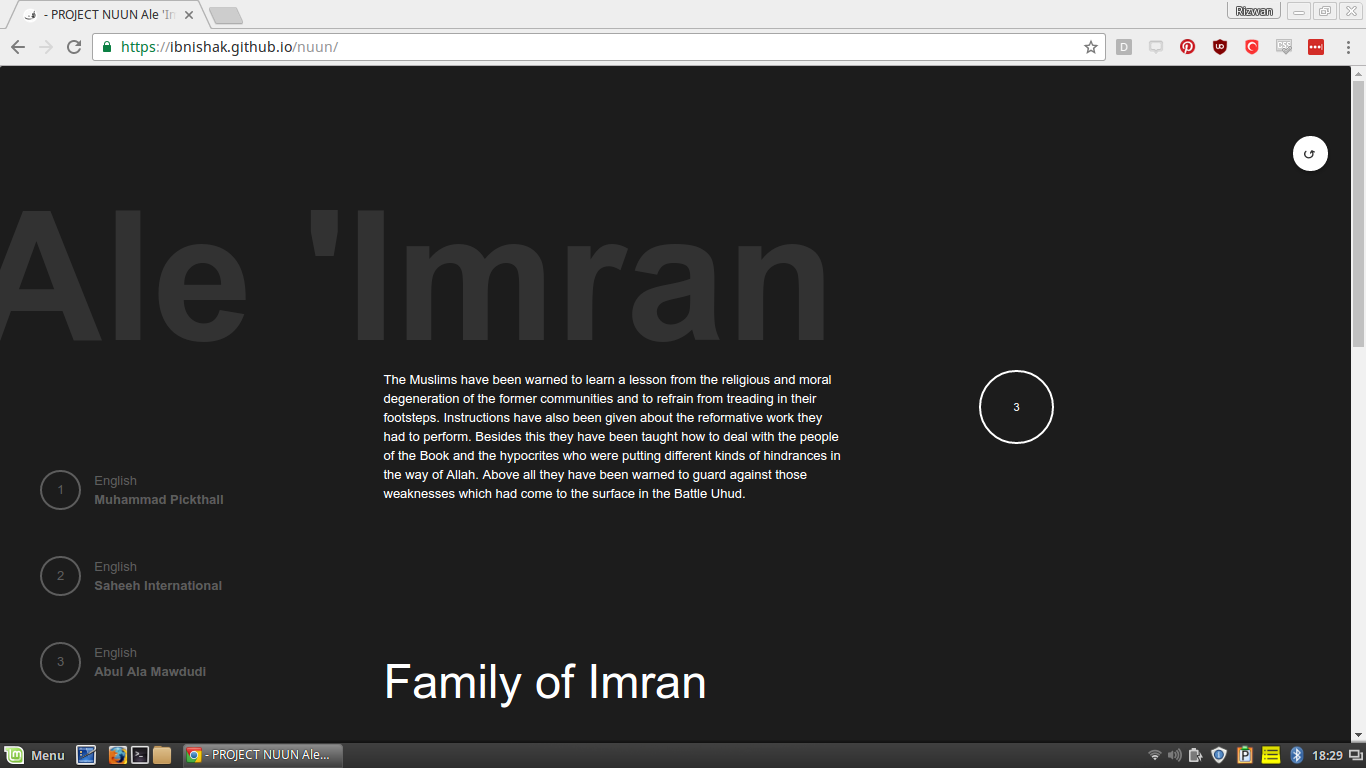 - PROJECT NUUN Ale 'In
Rizwan
https://ibnishak.github.io/nuun/
Ale 'Imran
The Muslims have been warned to learn a lesson from the religious and moral
degeneration of the former communities and to refrain from treading in their
footsteps. Instructions have also been given about the reformative work they
had to perform. Besides this they have been taught how to deal with the people
of the Book and the hypocrites who were putting different kinds of hindrances in
the way of Allah. Above all they have been warned to guard against those
weaknesses which had come to the surface in the Battle Uhud.
3
1
English
Muhammad Pickthall
2
English
Saheeh International
3
English
Abul Ala Mawdudi
Family of Imran
Menu
- PROJECT NUUN Ale...
18:29